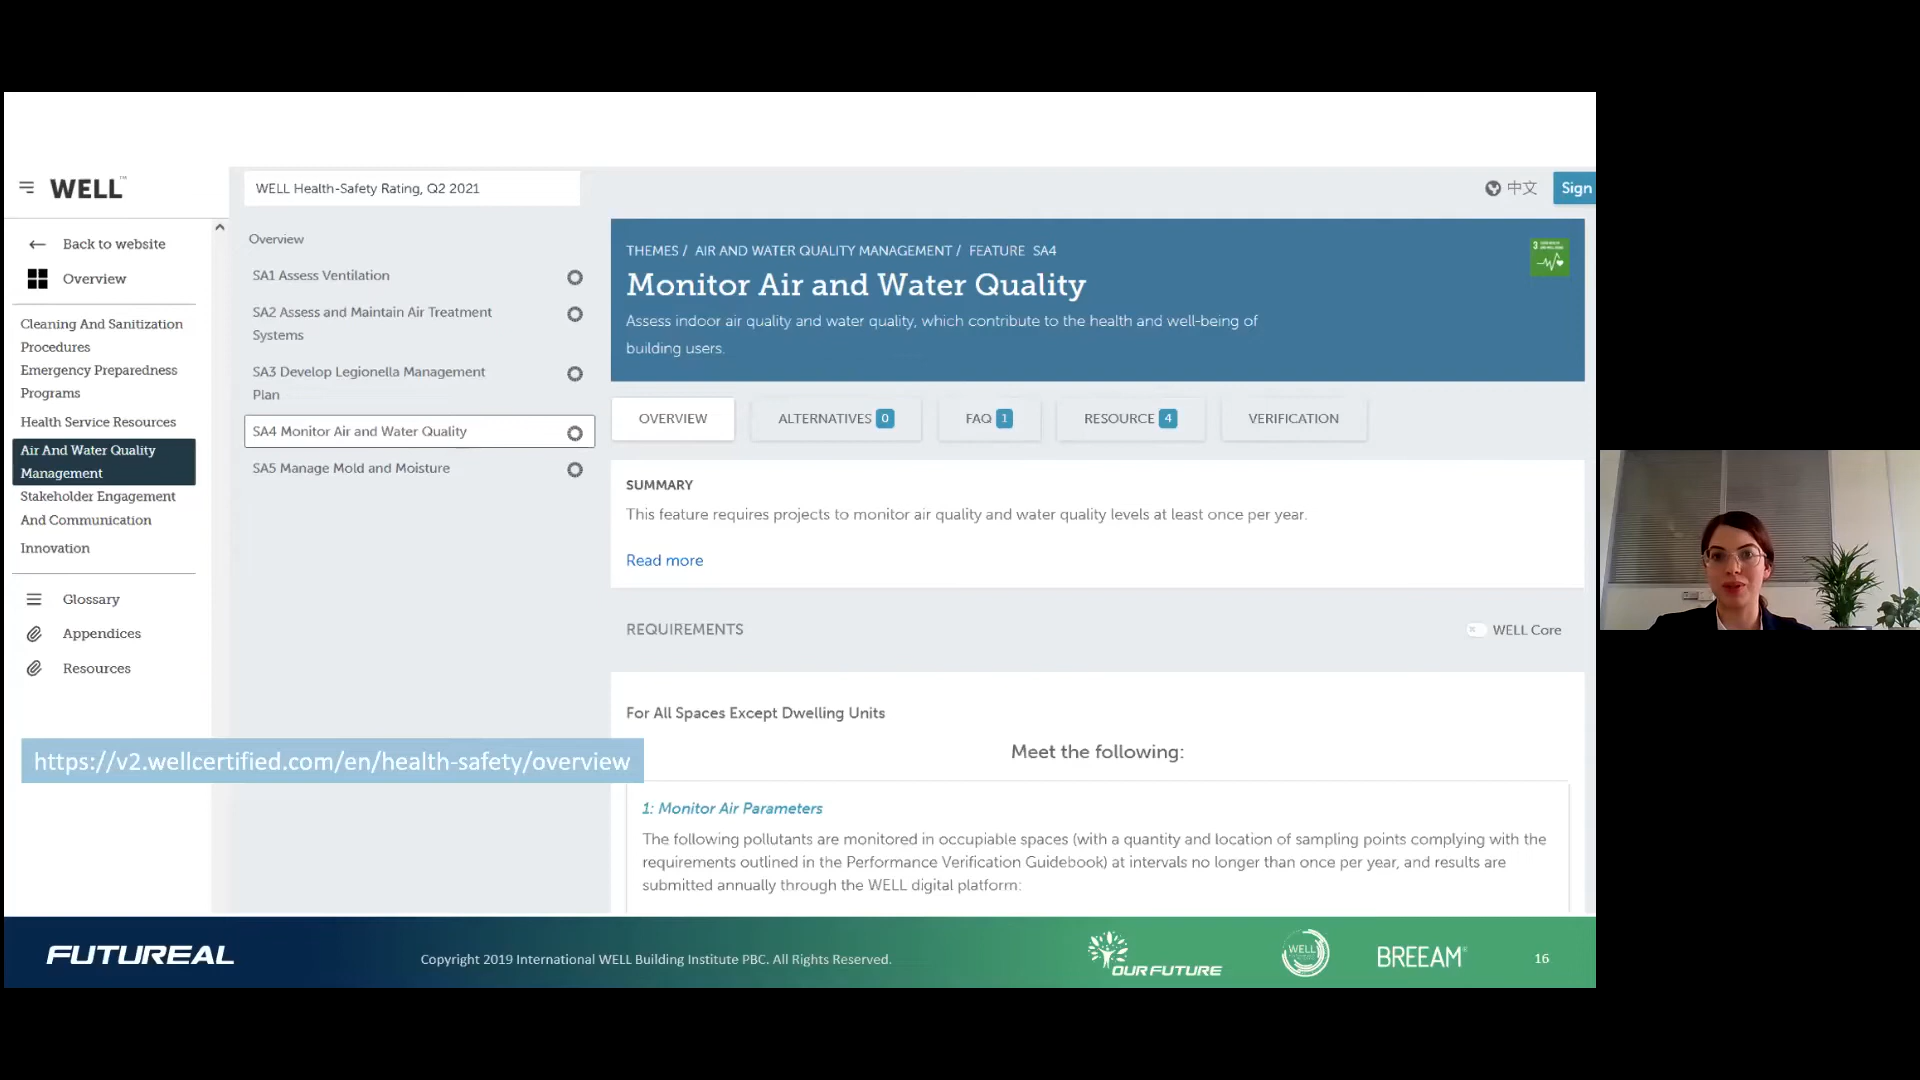 WELL™
WELL Health-Safety Rating, Q2 2021
中文
Sign
Back to website
Overview
Cleaning And Sanitization
Procedures
Emergency Preparedness
Programs
Health Service Resources
Air And Water Quality
Management
Stakeholder Engagement
And Communication
Innovation
Glossary
Appendices
Resources
Overview
SA1 Assess Ventilation
SA2 Assess and Maintain Air Treatment
Systems
SA3 Develop Legionella Management
Plan
SA4 Monitor Air and Water Quality
SA5 Manage Mold and Moisture
THEMES / AIR AND WATER QUALITY MANAGEMENT / FEATURE SA4
Monitor Air and Water Quality
Assess indoor air quality and water quality, which contribute to the health and well-being of
building users.
3
OVERVIEW
ALTERNATIVES 0
FAQ 1
RESOURCE 4
VERIFICATION
SUMMARY
This feature requires projects to monitor air quality and water quality levels at least once per year.
Read more
REQUIREMENTS
WELL Core
For All Spaces Except Dwelling Units
Meet the following:
1: Monitor Air Parameters
The following pollutants are monitored in occupiable spaces (with a quantity and location of sampling points complying with the
requirements outlined in the Performance Verification Guidebook) at intervals no longer than once per year, and results are
submitted annually through the WELL digital platform:
https://v2.wellcertified.com/en/health-safety/overview
FUTUREAL
Copyright 2019 International WELL Building Institute PBC. All Rights Reserved.
OUR FUTURE
WELL
BREEAM®
16